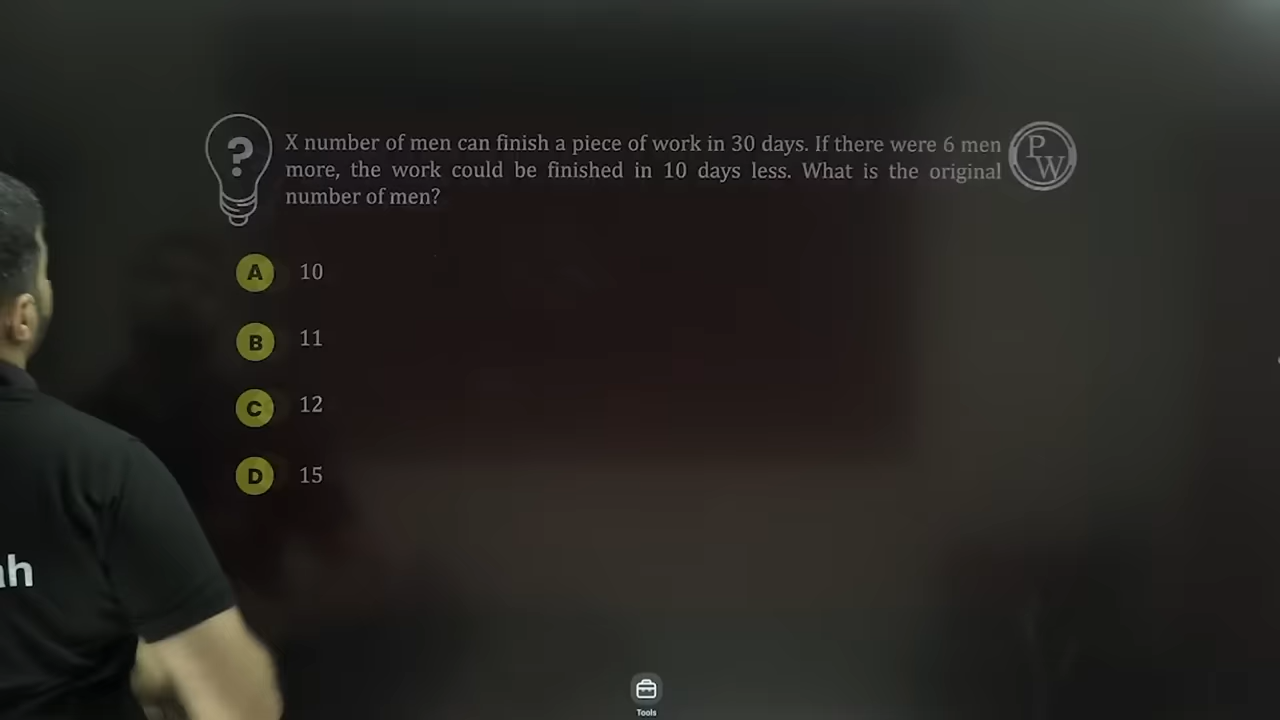 ?
X number of men can finish a piece of work in 30 days. If there were 6 men
more, the work could be finished in 10 days less. What is the original
number of men?
PW
A 10
B 11
C 12
D 15
ah
Tools